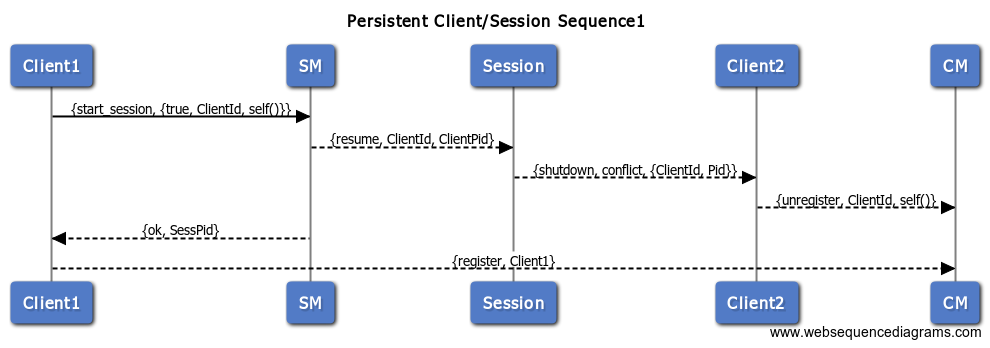 Persistent Client/Session Sequence1
Client1 SM Session Client2 CM
{start_session, {true, ClientId, self()}}
{resume, ClientId, ClientPid}
{shutdown, conflict, {ClientId, Pid}}
{unregister, ClientId, self()}
{ok, SessPid}
{register, Client1}
Client1 SM Session Client2 CM
www.websequencediagrams.com